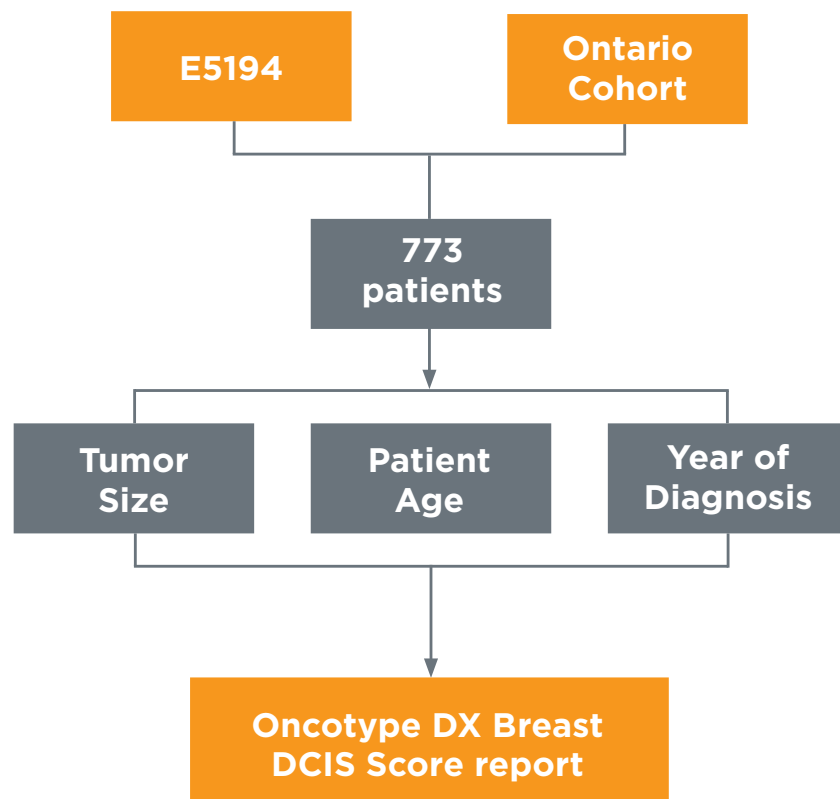 E5194
Ontario
Cohort
773
patients
Tumor
Size
Patient
Age
Year of
Diagnosis
Oncotype DX Breast
DCIS Score report